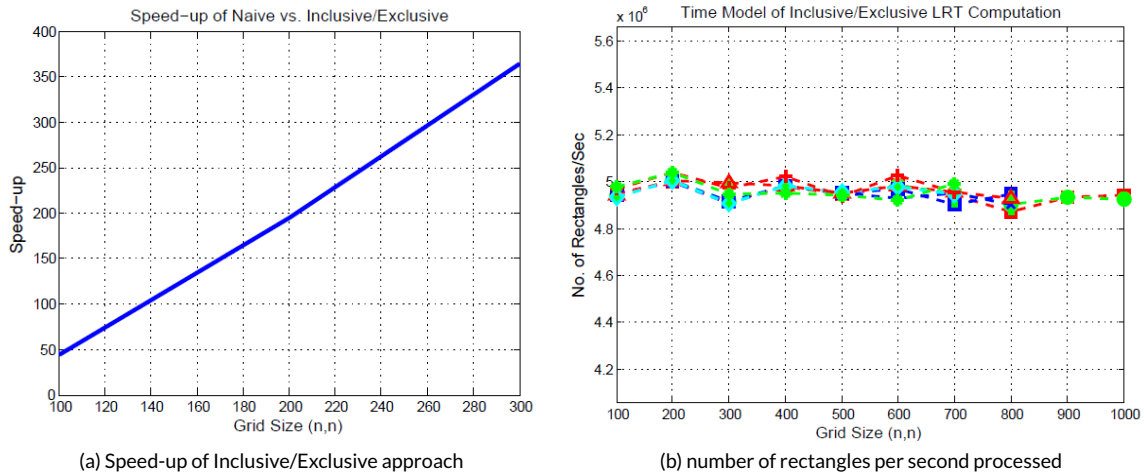 Speed-up of Naive vs. Inclusive/Exclusive
400
350
300
250
200
150
100
50
0
Speed-up
100 120 140 160 180 200 220 240 260 280 300
Grid Size (n,n)
(a) Speed-up of Inclusive/Exclusive approach
Time Model of Inclusive/Exclusive LRT Computation
x 10^6
5.6
5.4
5.2
5
4.8
4.6
4.4
4.2
No. of Rectangles/Sec
100 200 300 400 500 600 700 800 900 1000
Grid Size (n,n)
(b) number of rectangles per second processed